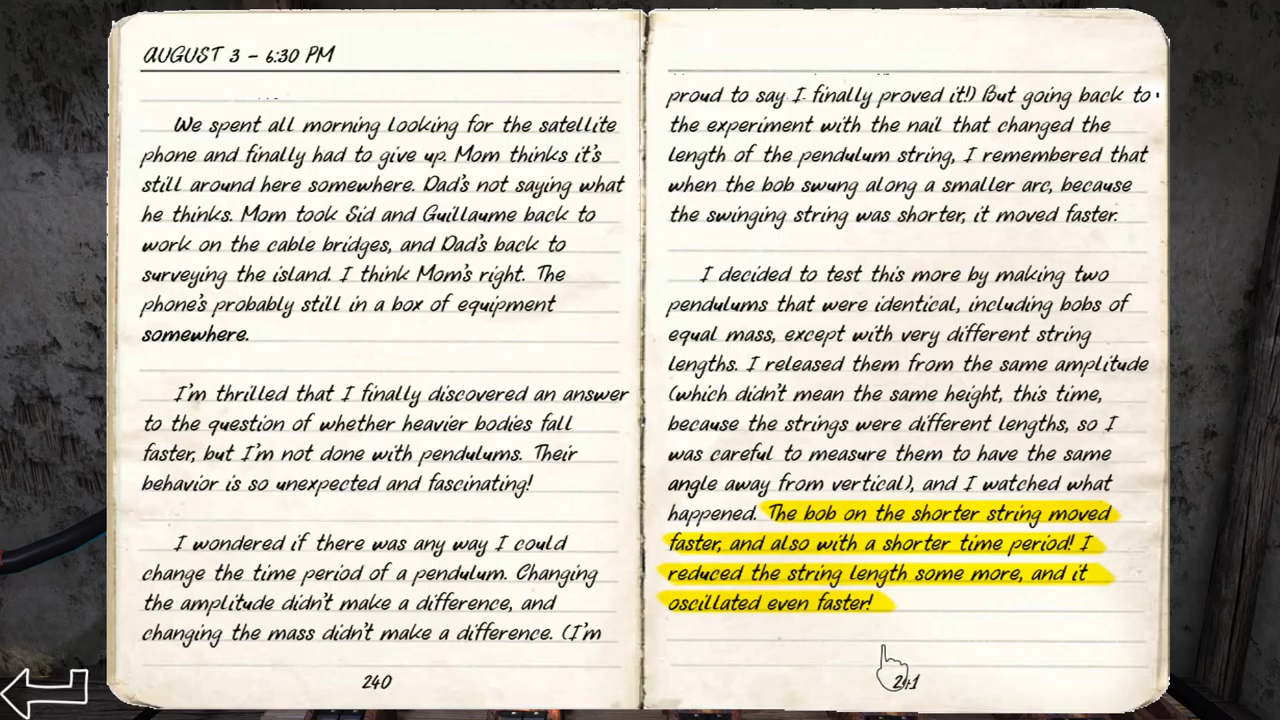 AUGUST 3 - 6:30 PM
We spent all morning looking for the satellite
phone and finally had to give up. Mom thinks it's
still around here somewhere. Dad's not saying what
he thinks. Mom took Sid and Guillaume back to
work on the cable bridges, and Dad's back to
surveying the island. I think Mom's right. The
phone's probably still in a box of equipment
somewhere.
I'm thrilled that I finally discovered an answer
to the question of whether heavier bodies fall
faster, but I'm not done with pendulums. Their
behavior is so unexpected and fascinating!
I wondered if there was any way I could
change the time period of a pendulum. Changing
the amplitude didn't make a difference, and
changing the mass didn't make a difference. (I'm
240
proud to say I finally proved it!) But going back to
the experiment with the nail that changed the
length of the pendulum string, I remembered that
when the bob swung along a smaller arc, because
the swinging string was shorter, it moved faster.
I decided to test this more by making two
pendulums that were identical, including bobs of
equal mass, except with very different string
lengths. I released them from the same amplitude
(which didn't mean the same height, this time,
because the strings were different lengths, so I
was careful to measure them to have the same
angle away from vertical), and I watched what
happened. The bob on the shorter string moved
faster, and also with a shorter time period! I
reduced the string length some more, and it
oscillated even faster!
241